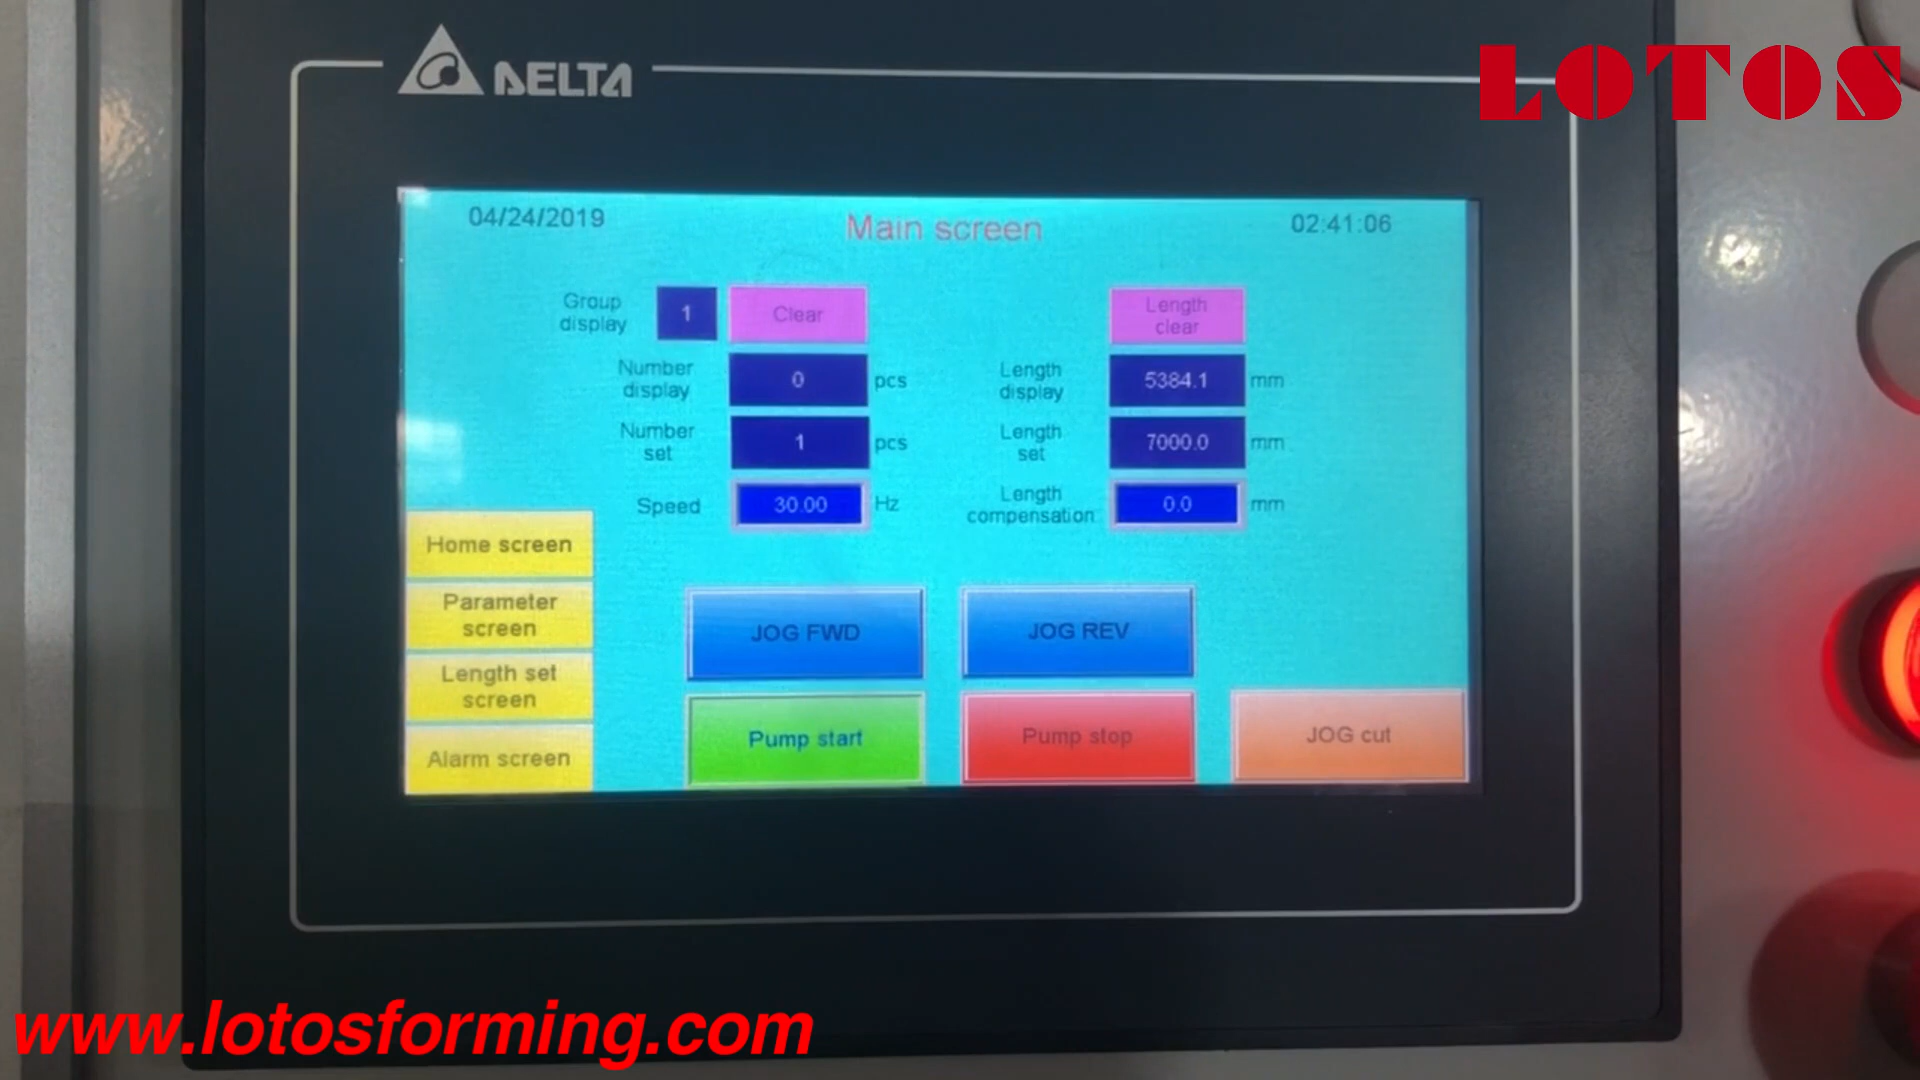 DELTA
LOTOS
04/24/2019
Main screen
02:41:06
Group
display
1
Clear
Length
clear
Number
display
0
pcs
Length
display
5384.1
mm
Number
set
1
pcs
Length
set
7000.0
mm
Speed
30.00
Hz
Length
compensation
0.0
mm
Home screen
Parameter
screen
Length set
screen
Alarm screen
JOG FWD
JOG REV
Pump start
Pump stop
JOG cut
www.lotosforming.com